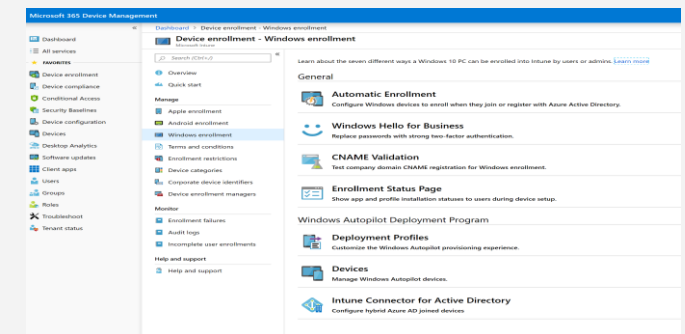 Microsoft 365 Device Management
Dashboard > Device enrollment - Windows enrollment
Device enrollment - Windows enrollment
Microsoft Intune
Dashboard
All services
FAVORITES
Device enrollment
Device compliance
Conditional Access
Security Baselines
Device configuration
Devices
Desktop Analytics
Software updates
Client apps
Users
Groups
Roles
Troubleshoot
Tenant status
Search (Ctrl+/)
Overview
Quick start
Manage
Apple enrollment
Android enrollment
Windows enrollment
Terms and conditions
Enrollment restrictions
Device categories
Corporate device identifiers
Device enrollment managers
Monitor
Enrollment failures
Audit logs
Incomplete user enrollments
Help and support
Help and support
Learn about the seven different ways a Windows 10 PC can be enrolled into Intune by users or admins. Learn more
General
Automatic Enrollment
Configure Windows devices to enroll when they join or register with Azure Active Directory.
Windows Hello for Business
Replace passwords with strong two-factor authentication.
CNAME Validation
Test company domain CNAME registration for Windows enrollment.
Enrollment Status Page
Show app and profile installation statuses to users during device setup.
Windows Autopilot Deployment Program
Deployment Profiles
Customize the Windows Autopilot provisioning experience.
Devices
Manage Windows Autopilot devices.
Intune Connector for Active Directory
Configure hybrid Azure AD joined devices